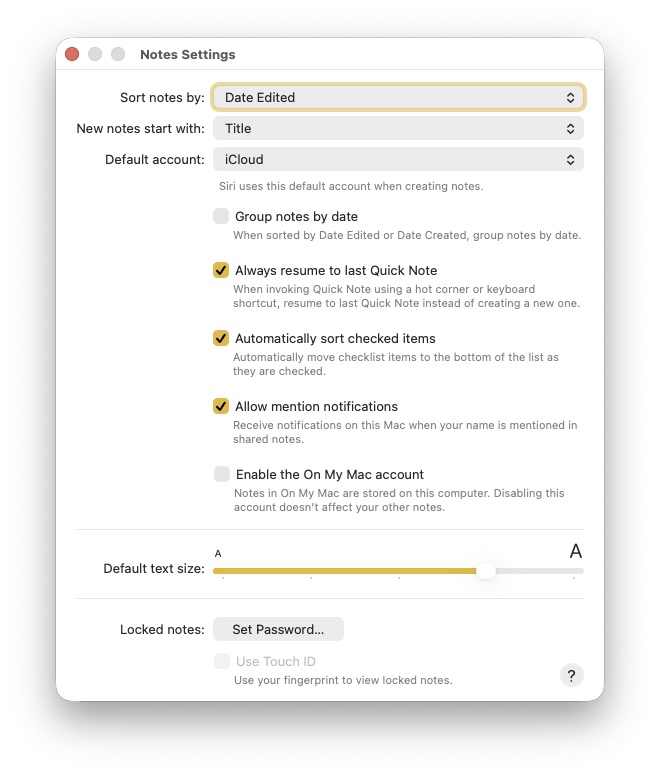 Notes Settings
Sort notes by: Date Edited
New notes start with: Title
Default account: iCloud
Siri uses this default account when creating notes.
Group notes by date
When sorted by Date Edited or Date Created, group notes by date.
Always resume to last Quick Note
When invoking Quick Note using a hot corner or keyboard
shortcut, resume to last Quick Note instead of creating a new one.
Automatically sort checked items
Automatically move checklist items to the bottom of the list as
they are checked.
Allow mention notifications
Receive notifications on this Mac when your name is mentioned in
shared notes.
Enable the On My Mac account
Notes in On My Mac are stored on this computer. Disabling this
account doesn’t affect your other notes.
A A
Default text size:
Locked notes: Set Password...
Use Touch ID
Use your fingerprint to view locked notes.
?